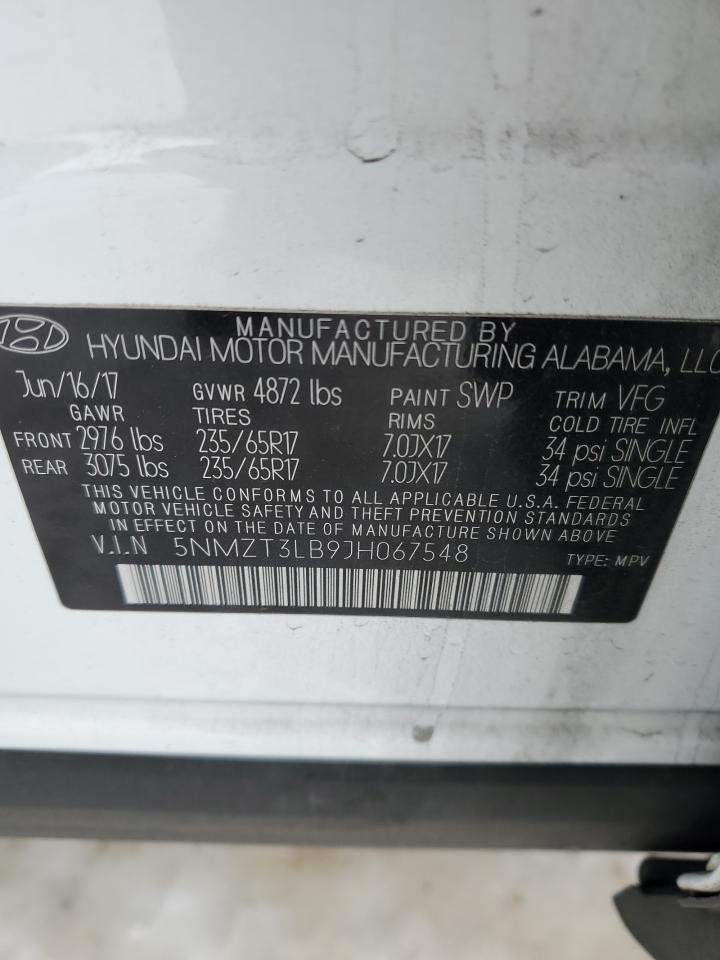 MANUFACTURED BY
HYUNDAI MOTOR MANUFACTURING ALABAMA, LLC
Jun/16/17 GVWR 4872 lbs PAINT SWP TRIM VFG
GAWR TIRES RIMS COLD TIRE INFL
FRONT 2976 lbs 235/65R17 7.0JX17 34 psi SINGLE
REAR 3075 lbs 235/65R17 7.0JX17 34 psi SINGLE
THIS VEHICLE CONFORMS TO ALL APPLICABLE U.S.A. FEDERAL
MOTOR VEHICLE SAFETY AND THEFT PREVENTION STANDARDS
IN EFFECT ON THE DATE OF MANUFACTURE SHOWN ABOVE
V.I.N 5NMZT3LB9JH067548 TYPE: MPV